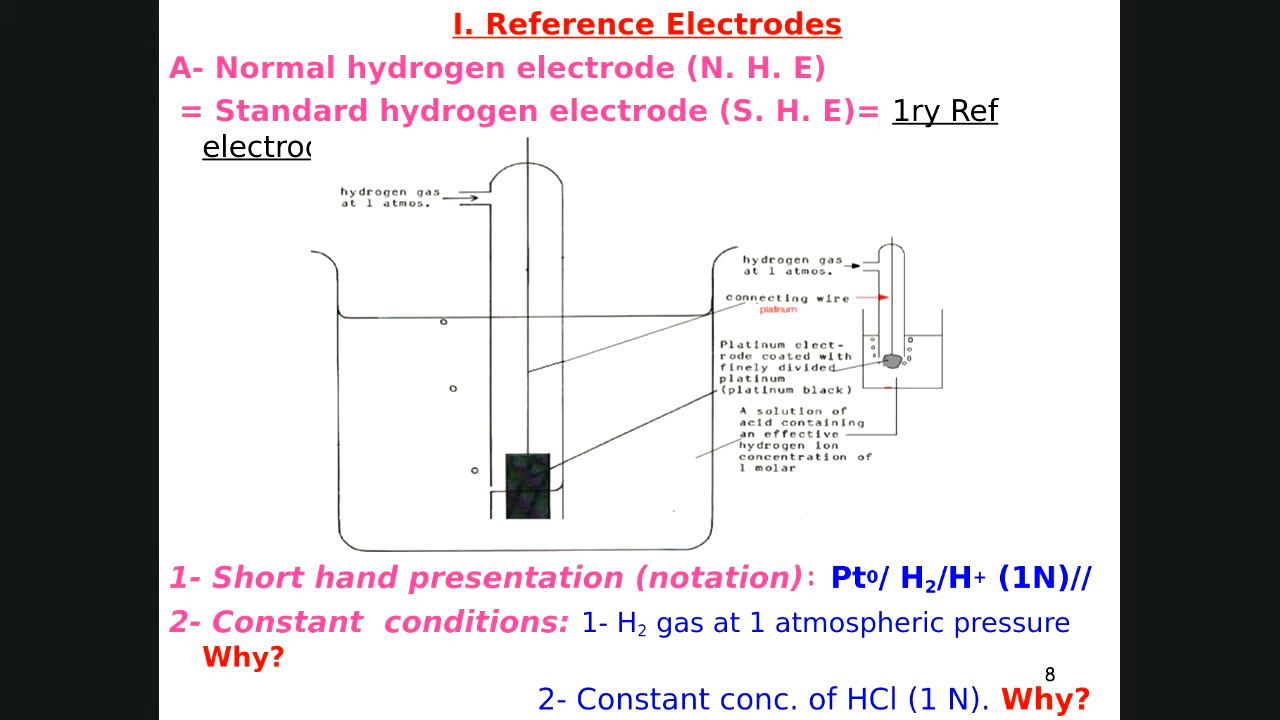 I. Reference Electrodes
A- Normal hydrogen electrode (N. H. E)
= Standard hydrogen electrode (S. H. E)= 1ry Ref
hydrogen gas
at 1 atmos.
hydrogen gas
at 1 atmos.
connecting wire
platinum
Platinum elect-
rode coated with
finely divided
platinum
(platinum black)
A solution of
acid containing
an effective
hydrogen ion
concentration of
1 molar
1- Short hand presentation (notation): Pt⁰/ H₂/H⁺ (1N)//
2- Constant conditions: 1- H₂ gas at 1 atmospheric pressure
Why?
8
2- Constant conc. of HCl (1 N). Why?